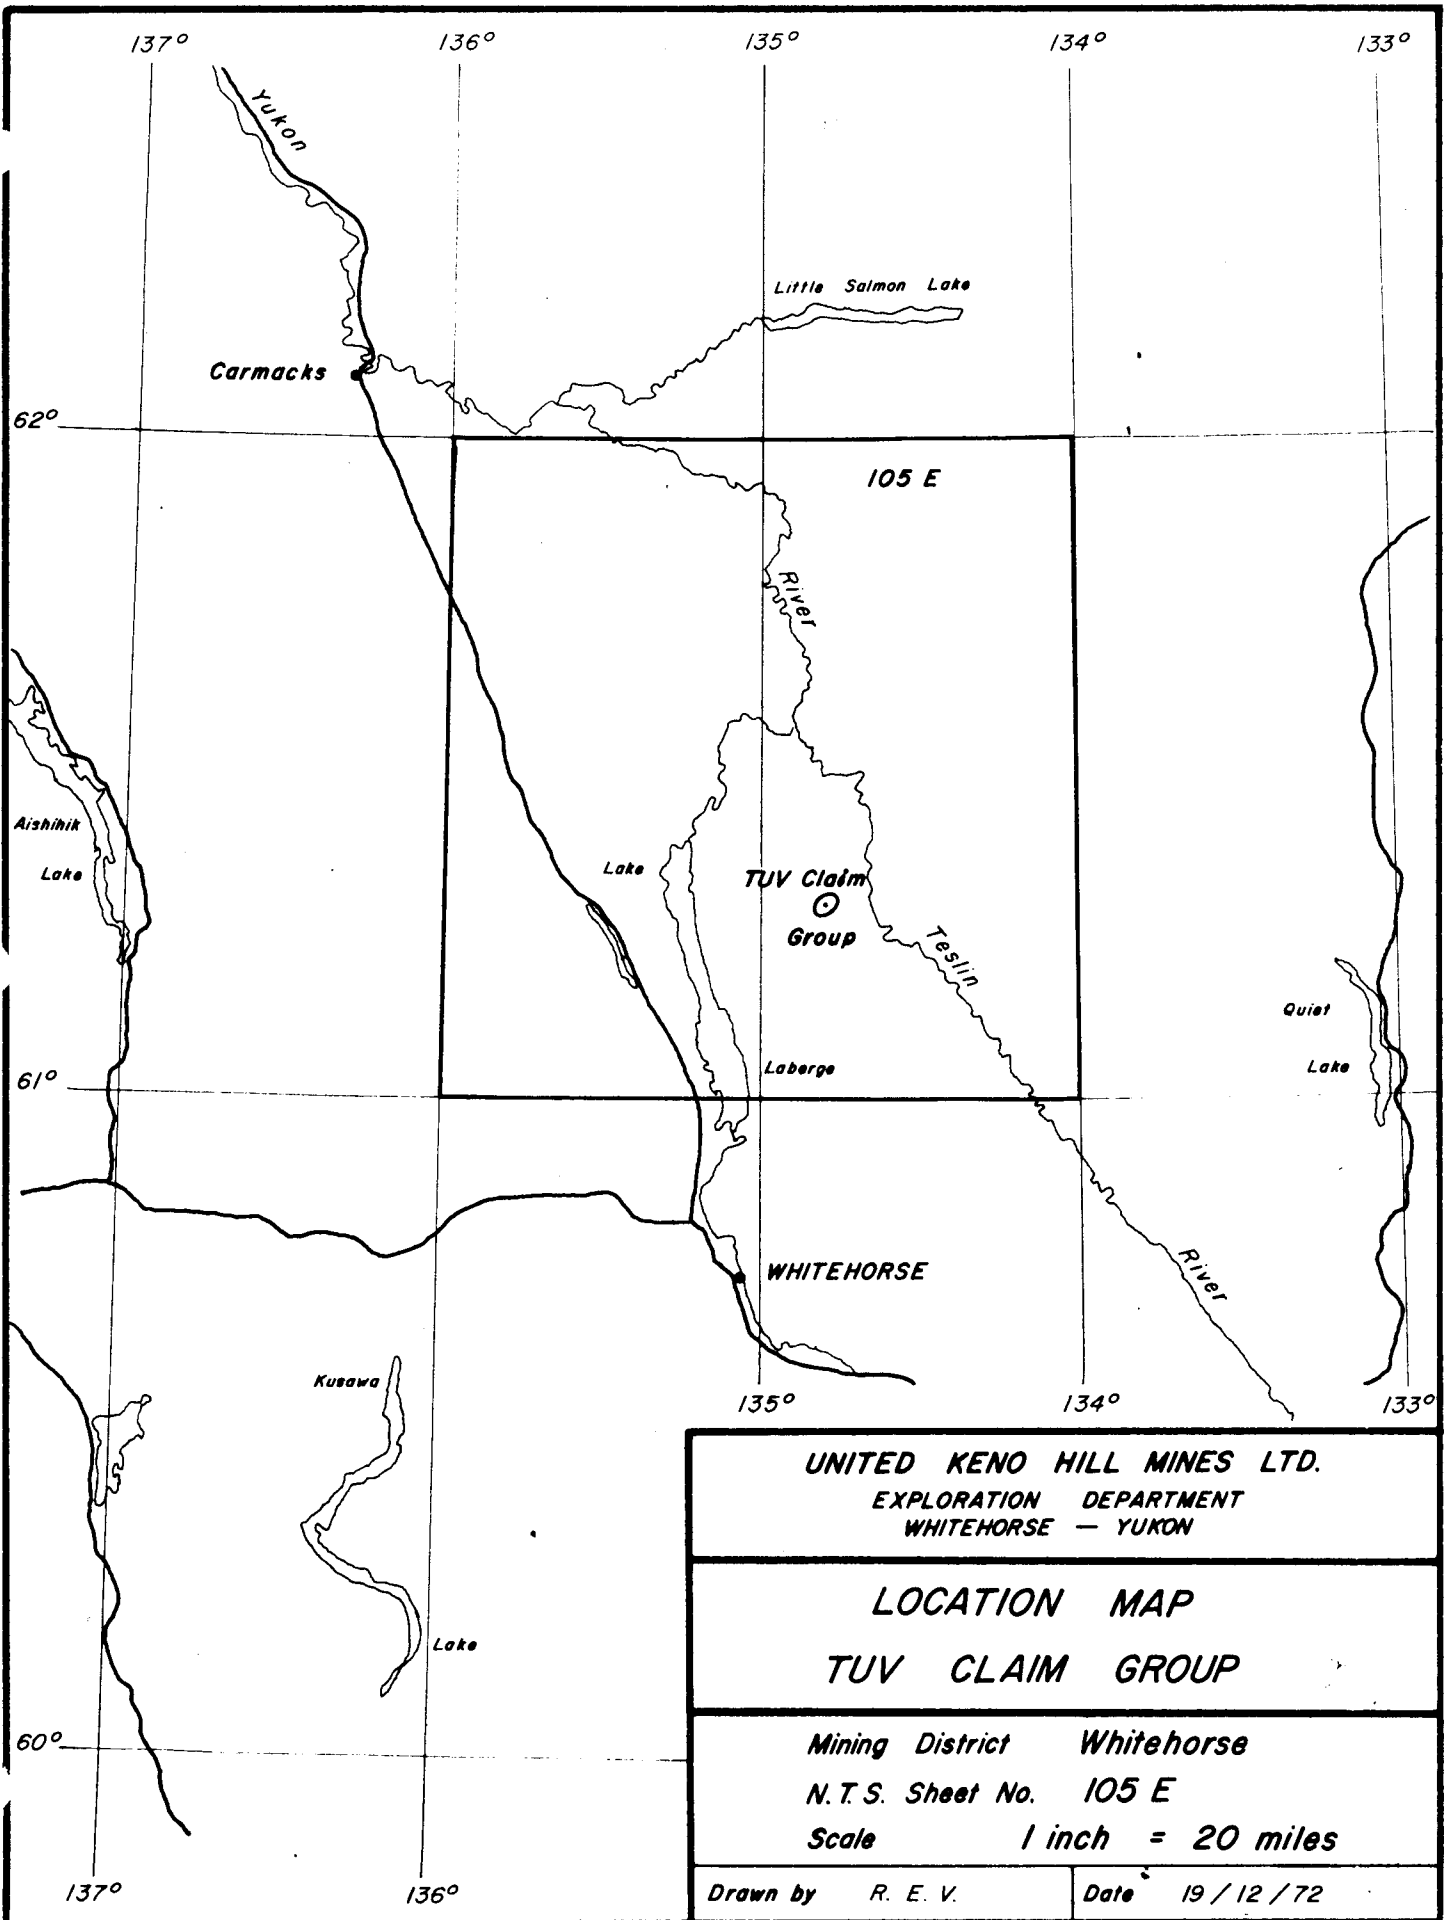 137° 136° 135° 134° 133°
Yukon
Little Salmon Lake
Carmacks
62°
105 E
River
Aishihik
Lake
Lake
TUV Claim
Group
Teslin
Quiet
Lake
Laberge
61°
WHITEHORSE
River
Kusawa
135° 134° 133°
Lake
60°
137° 136°
UNITED KENO HILL MINES LTD.
EXPLORATION DEPARTMENT
WHITEHORSE — YUKON
LOCATION MAP
TUV CLAIM GROUP
Mining District Whitehorse
N.T.S. Sheet No. 105 E
Scale 1 inch = 20 miles
Drawn by R. E. V. Date 19/12/72